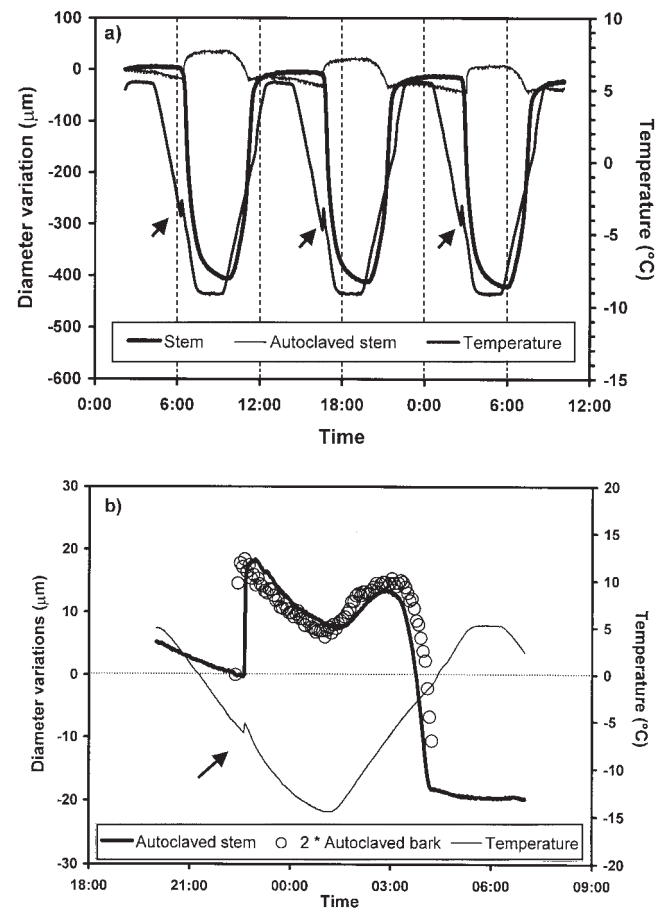 a)
100
0
-100
-200
-300
-400
-500
-600
Diameter variation (µm)
10
5
0
-5
-10
-15
Temperature (°C)
Stem Autoclaved stem Temperature
0:00 6:00 12:00 18:00 0:00 6:00 12:00
Time
b)
30
20
10
0
-10
-20
-30
Diameter variations (µm)
20
15
10
5
0
-5
-10
-15
-20
Temperature (°C)
Autoclaved stem 2 * Autoclaved bark Temperature
18:00 21:00 00:00 03:00 06:00 09:00
Time